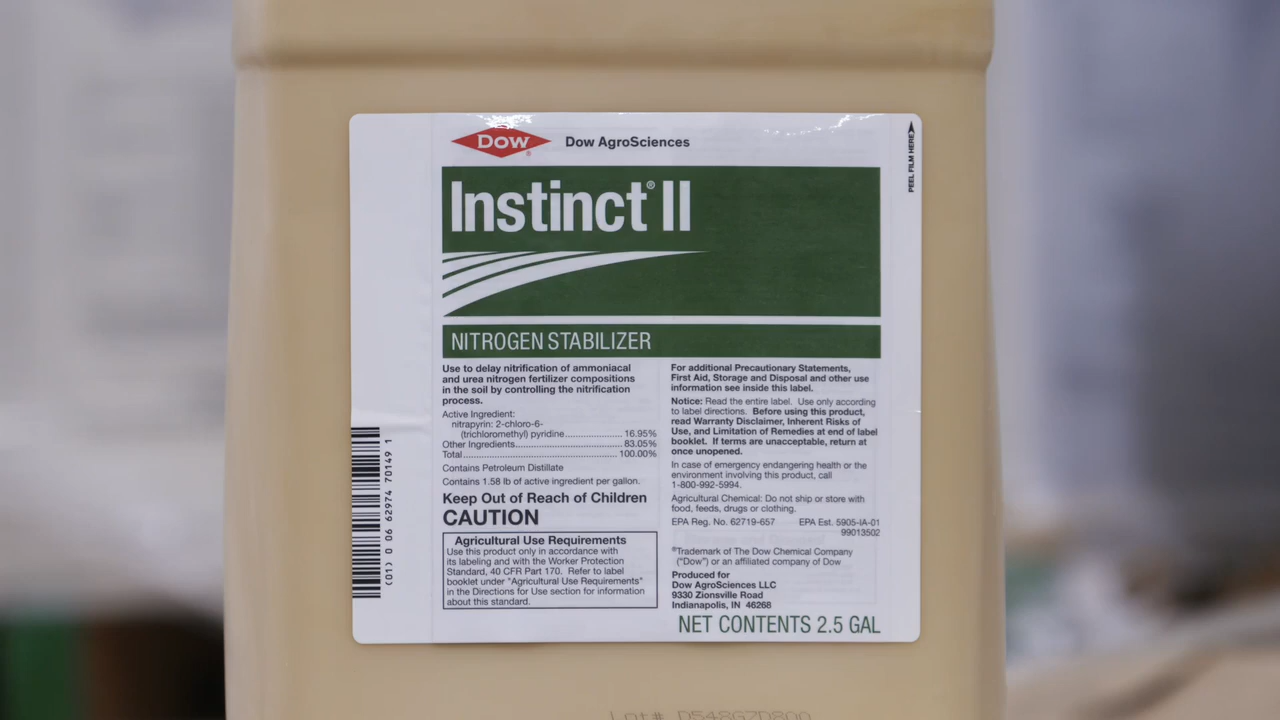 DOW
Dow AgroSciences
PEEL FILM HERE
Instinct® II
NITROGEN STABILIZER
Use to delay nitrification of ammoniacal
and urea nitrogen fertilizer compositions
in the soil by controlling the nitrification
process.
Active Ingredient:
nitrapyrin: 2-chloro-6-
(trichloromethyl) pyridine..................... 16.95%
Other Ingredients....................................... 83.05%
Total......................................................... 100.00%
Contains Petroleum Distillate
Contains 1.58 lb of active ingredient per gallon.
Keep Out of Reach of Children
CAUTION
Agricultural Use Requirements
Use this product only in accordance with
its labeling and with the Worker Protection
Standard, 40 CFR Part 170. Refer to label
booklet under "Agricultural Use Requirements"
in the Directions for Use section for information
about this standard.
For additional Precautionary Statements,
First Aid, Storage and Disposal and other use
information see inside this label.
Notice: Read the entire label. Use only according
to label directions. Before using this product,
read Warranty Disclaimer, Inherent Risks of
Use, and Limitation of Remedies at end of label
booklet. If terms are unacceptable, return at
once unopened.
In case of emergency endangering health or the
environment involving this product, call
1-800-992-5994.
Agricultural Chemical: Do not ship or store with
food, feeds, drugs or clothing.
EPA Reg. No. 62719-657 EPA Est. 5905-IA-01
99013502
®Trademark of The Dow Chemical Company
("Dow") or an affiliated company of Dow
Produced for
Dow AgroSciences LLC
9330 Zionsville Road
Indianapolis, IN 46268
NET CONTENTS 2.5 GAL
(01) 0 06 62974 70149 1
Lot#